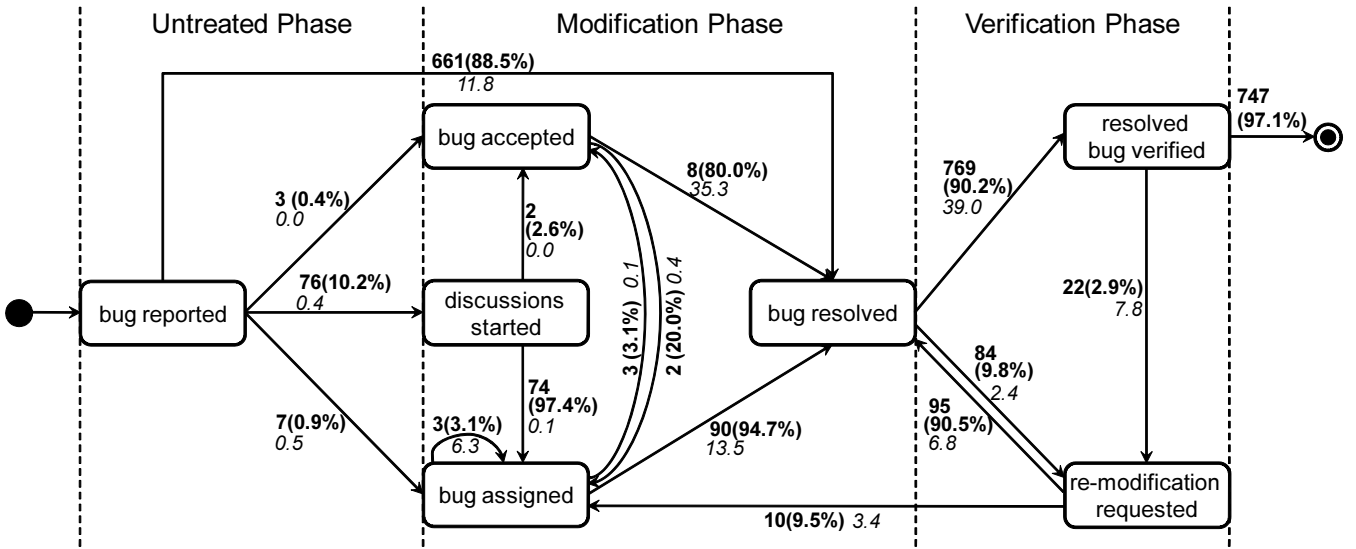 Untreated Phase
Modification Phase
Verification Phase
661(88.5%)
11.8
bug accepted
resolved
bug verified
747
(97.1%)
3 (0.4%)
0.0
2
(2.6%)
0.0
8(80.0%)
35.3
769
(90.2%)
39.0
76(10.2%)
0.4
bug reported
discussions
started
3 (3.1%) 0.1
2 (20.0%) 0.4
bug resolved
22(2.9%)
7.8
7(0.9%)
0.5
74
(97.4%)
0.1
3(3.1%)
6.3
90(94.7%)
13.5
84
(9.8%)
2.4
95
(90.5%)
6.8
bug assigned
re-modification
requested
10(9.5%) 3.4